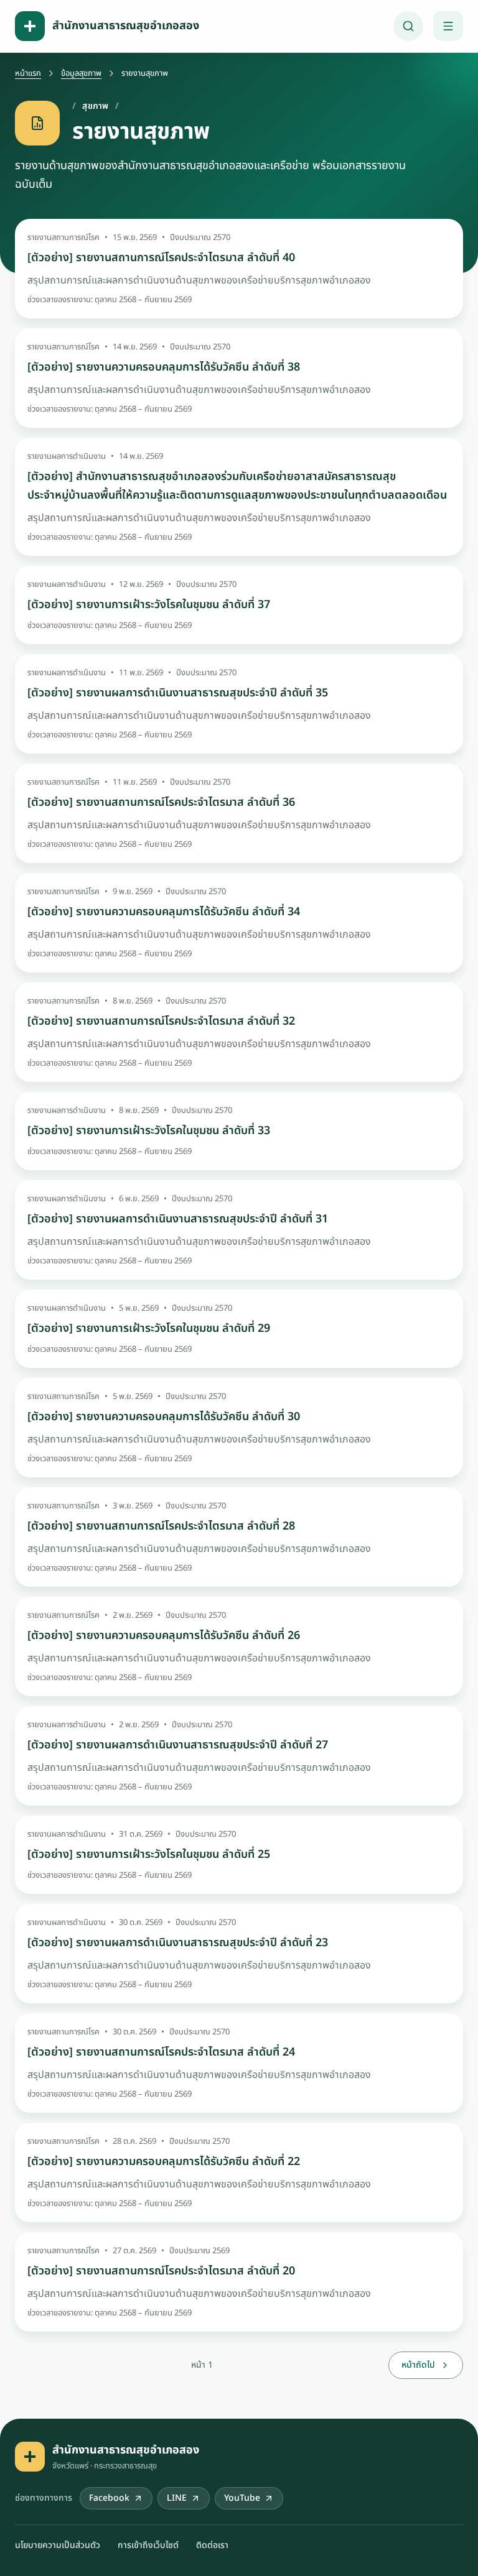 สำนักงานสาธารณสุขอำเภอสอง
หน้าแรก > ข้อมูลสุขภาพ > รายงานสุขภาพ
/ สุขภาพ /
รายงานสุขภาพ
รายงานด้านสุขภาพของสำนักงานสาธารณสุขอำเภอสองและเครือข่าย พร้อมเอกสารรายงาน
ฉบับเต็ม
รายงานสถานการณ์โรค • 15 พ.ย. 2569 • ปีงบประมาณ 2570
[ตัวอย่าง] รายงานสถานการณ์โรคประจำไตรมาส ลำดับที่ 40
สรุปสถานการณ์และผลการดำเนินงานด้านสุขภาพของเครือข่ายบริการสุขภาพอำเภอสอง
ช่วงเวลาของรายงาน: ตุลาคม 2568 – กันยายน 2569
รายงานสถานการณ์โรค • 14 พ.ย. 2569 • ปีงบประมาณ 2570
[ตัวอย่าง] รายงานความครอบคลุมการได้รับวัคซีน ลำดับที่ 38
สรุปสถานการณ์และผลการดำเนินงานด้านสุขภาพของเครือข่ายบริการสุขภาพอำเภอสอง
ช่วงเวลาของรายงาน: ตุลาคม 2568 – กันยายน 2569
รายงานผลการดำเนินงาน • 14 พ.ย. 2569
[ตัวอย่าง] สำนักงานสาธารณสุขอำเภอสองร่วมกับเครือข่ายอาสาสมัครสาธารณสุข
ประจำหมู่บ้านลงพื้นที่ให้ความรู้และติดตามการดูแลสุขภาพของประชาชนในทุกตำบลตลอดเดือน
สรุปสถานการณ์และผลการดำเนินงานด้านสุขภาพของเครือข่ายบริการสุขภาพอำเภอสอง
ช่วงเวลาของรายงาน: ตุลาคม 2568 – กันยายน 2569
รายงานผลการดำเนินงาน • 12 พ.ย. 2569 • ปีงบประมาณ 2570
[ตัวอย่าง] รายงานการเฝ้าระวังโรคในชุมชน ลำดับที่ 37
ช่วงเวลาของรายงาน: ตุลาคม 2568 – กันยายน 2569
รายงานผลการดำเนินงาน • 11 พ.ย. 2569 • ปีงบประมาณ 2570
[ตัวอย่าง] รายงานผลการดำเนินงานสาธารณสุขประจำปี ลำดับที่ 35
สรุปสถานการณ์และผลการดำเนินงานด้านสุขภาพของเครือข่ายบริการสุขภาพอำเภอสอง
ช่วงเวลาของรายงาน: ตุลาคม 2568 – กันยายน 2569
รายงานสถานการณ์โรค • 11 พ.ย. 2569 • ปีงบประมาณ 2570
[ตัวอย่าง] รายงานสถานการณ์โรคประจำไตรมาส ลำดับที่ 36
สรุปสถานการณ์และผลการดำเนินงานด้านสุขภาพของเครือข่ายบริการสุขภาพอำเภอสอง
ช่วงเวลาของรายงาน: ตุลาคม 2568 – กันยายน 2569
รายงานสถานการณ์โรค • 9 พ.ย. 2569 • ปีงบประมาณ 2570
[ตัวอย่าง] รายงานความครอบคลุมการได้รับวัคซีน ลำดับที่ 34
สรุปสถานการณ์และผลการดำเนินงานด้านสุขภาพของเครือข่ายบริการสุขภาพอำเภอสอง
ช่วงเวลาของรายงาน: ตุลาคม 2568 – กันยายน 2569
รายงานสถานการณ์โรค • 8 พ.ย. 2569 • ปีงบประมาณ 2570
[ตัวอย่าง] รายงานสถานการณ์โรคประจำไตรมาส ลำดับที่ 32
สรุปสถานการณ์และผลการดำเนินงานด้านสุขภาพของเครือข่ายบริการสุขภาพอำเภอสอง
ช่วงเวลาของรายงาน: ตุลาคม 2568 – กันยายน 2569
รายงานผลการดำเนินงาน • 8 พ.ย. 2569 • ปีงบประมาณ 2570
[ตัวอย่าง] รายงานการเฝ้าระวังโรคในชุมชน ลำดับที่ 33
ช่วงเวลาของรายงาน: ตุลาคม 2568 – กันยายน 2569
รายงานผลการดำเนินงาน • 6 พ.ย. 2569 • ปีงบประมาณ 2570
[ตัวอย่าง] รายงานผลการดำเนินงานสาธารณสุขประจำปี ลำดับที่ 31
สรุปสถานการณ์และผลการดำเนินงานด้านสุขภาพของเครือข่ายบริการสุขภาพอำเภอสอง
ช่วงเวลาของรายงาน: ตุลาคม 2568 – กันยายน 2569
รายงานผลการดำเนินงาน • 5 พ.ย. 2569 • ปีงบประมาณ 2570
[ตัวอย่าง] รายงานการเฝ้าระวังโรคในชุมชน ลำดับที่ 29
ช่วงเวลาของรายงาน: ตุลาคม 2568 – กันยายน 2569
รายงานสถานการณ์โรค • 5 พ.ย. 2569 • ปีงบประมาณ 2570
[ตัวอย่าง] รายงานความครอบคลุมการได้รับวัคซีน ลำดับที่ 30
สรุปสถานการณ์และผลการดำเนินงานด้านสุขภาพของเครือข่ายบริการสุขภาพอำเภอสอง
ช่วงเวลาของรายงาน: ตุลาคม 2568 – กันยายน 2569
รายงานสถานการณ์โรค • 3 พ.ย. 2569 • ปีงบประมาณ 2570
[ตัวอย่าง] รายงานสถานการณ์โรคประจำไตรมาส ลำดับที่ 28
สรุปสถานการณ์และผลการดำเนินงานด้านสุขภาพของเครือข่ายบริการสุขภาพอำเภอสอง
ช่วงเวลาของรายงาน: ตุลาคม 2568 – กันยายน 2569
รายงานสถานการณ์โรค • 2 พ.ย. 2569 • ปีงบประมาณ 2570
[ตัวอย่าง] รายงานความครอบคลุมการได้รับวัคซีน ลำดับที่ 26
สรุปสถานการณ์และผลการดำเนินงานด้านสุขภาพของเครือข่ายบริการสุขภาพอำเภอสอง
ช่วงเวลาของรายงาน: ตุลาคม 2568 – กันยายน 2569
รายงานผลการดำเนินงาน • 2 พ.ย. 2569 • ปีงบประมาณ 2570
[ตัวอย่าง] รายงานผลการดำเนินงานสาธารณสุขประจำปี ลำดับที่ 27
สรุปสถานการณ์และผลการดำเนินงานด้านสุขภาพของเครือข่ายบริการสุขภาพอำเภอสอง
ช่วงเวลาของรายงาน: ตุลาคม 2568 – กันยายน 2569
รายงานผลการดำเนินงาน • 31 ต.ค. 2569 • ปีงบประมาณ 2570
[ตัวอย่าง] รายงานการเฝ้าระวังโรคในชุมชน ลำดับที่ 25
ช่วงเวลาของรายงาน: ตุลาคม 2568 – กันยายน 2569
รายงานผลการดำเนินงาน • 30 ต.ค. 2569 • ปีงบประมาณ 2570
[ตัวอย่าง] รายงานผลการดำเนินงานสาธารณสุขประจำปี ลำดับที่ 23
สรุปสถานการณ์และผลการดำเนินงานด้านสุขภาพของเครือข่ายบริการสุขภาพอำเภอสอง
ช่วงเวลาของรายงาน: ตุลาคม 2568 – กันยายน 2569
รายงานสถานการณ์โรค • 30 ต.ค. 2569 • ปีงบประมาณ 2570
[ตัวอย่าง] รายงานสถานการณ์โรคประจำไตรมาส ลำดับที่ 24
สรุปสถานการณ์และผลการดำเนินงานด้านสุขภาพของเครือข่ายบริการสุขภาพอำเภอสอง
ช่วงเวลาของรายงาน: ตุลาคม 2568 – กันยายน 2569
รายงานสถานการณ์โรค • 28 ต.ค. 2569 • ปีงบประมาณ 2570
[ตัวอย่าง] รายงานความครอบคลุมการได้รับวัคซีน ลำดับที่ 22
สรุปสถานการณ์และผลการดำเนินงานด้านสุขภาพของเครือข่ายบริการสุขภาพอำเภอสอง
ช่วงเวลาของรายงาน: ตุลาคม 2568 – กันยายน 2569
รายงานสถานการณ์โรค • 27 ต.ค. 2569 • ปีงบประมาณ 2569
[ตัวอย่าง] รายงานสถานการณ์โรคประจำไตรมาส ลำดับที่ 20
สรุปสถานการณ์และผลการดำเนินงานด้านสุขภาพของเครือข่ายบริการสุขภาพอำเภอสอง
ช่วงเวลาของรายงาน: ตุลาคม 2568 – กันยายน 2569
หน้า 1
หน้าถัดไป
สำนักงานสาธารณสุขอำเภอสอง
จังหวัดแพร่ · กระทรวงสาธารณสุข
ช่องทางทางการ Facebook LINE YouTube
นโยบายความเป็นส่วนตัว การเข้าถึงเว็บไซต์ ติดต่อเรา